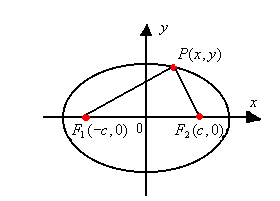 y
P(x, y)
x
F₁(−c, 0) 0 F₂(c, 0)